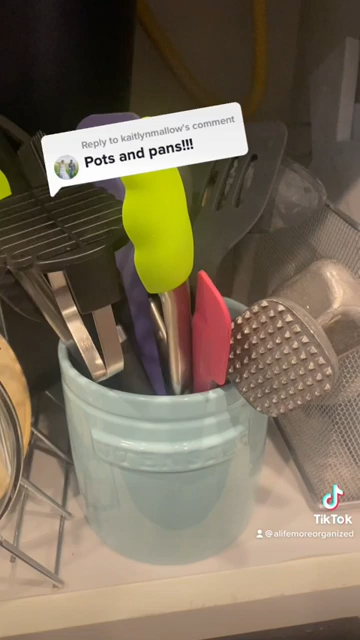 Reply to kaitlynmallow's comment
Pots and pans!!!
TikTok
@alifemoreorganized